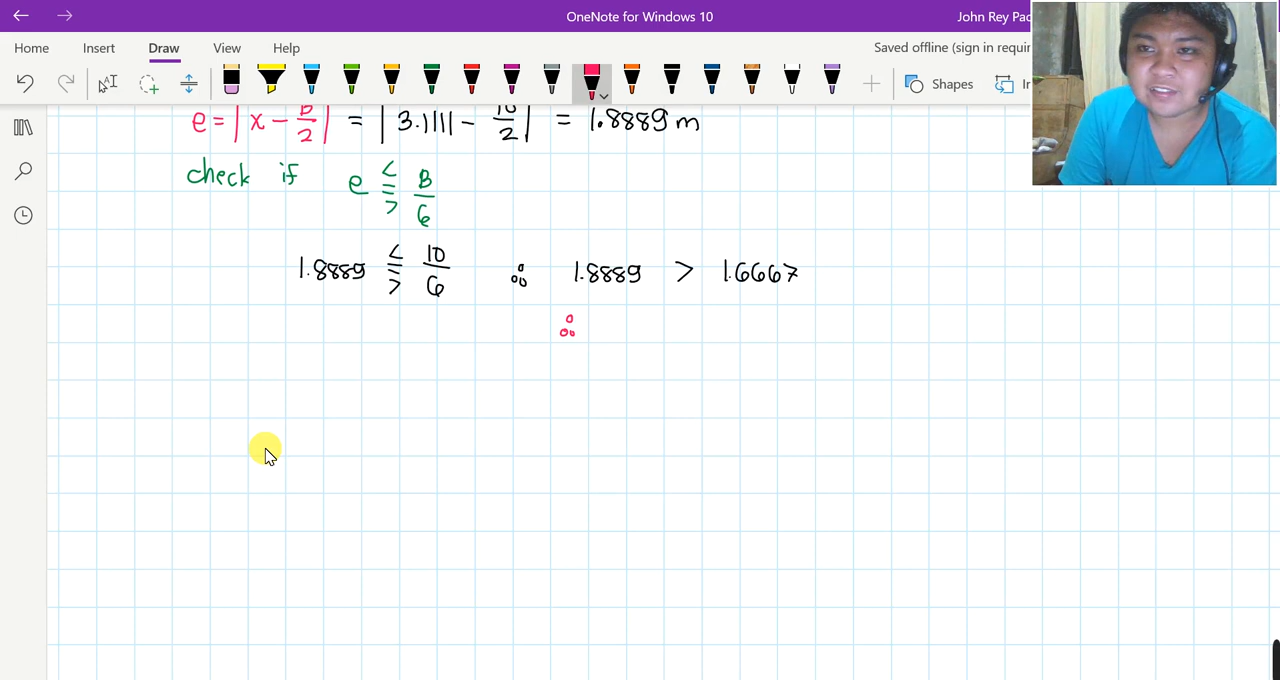 OneNote for Windows 10
John Rey Pac
Home Insert Draw View Help
Saved offline (sign in requir
Shapes In
e = | x - B/2 | = | 3.1111 - 10/2 | = 1.8889 m
check if e < = > B/6
1.8889 < = > 10/6 ∴ 1.8889 > 1.6667
∴